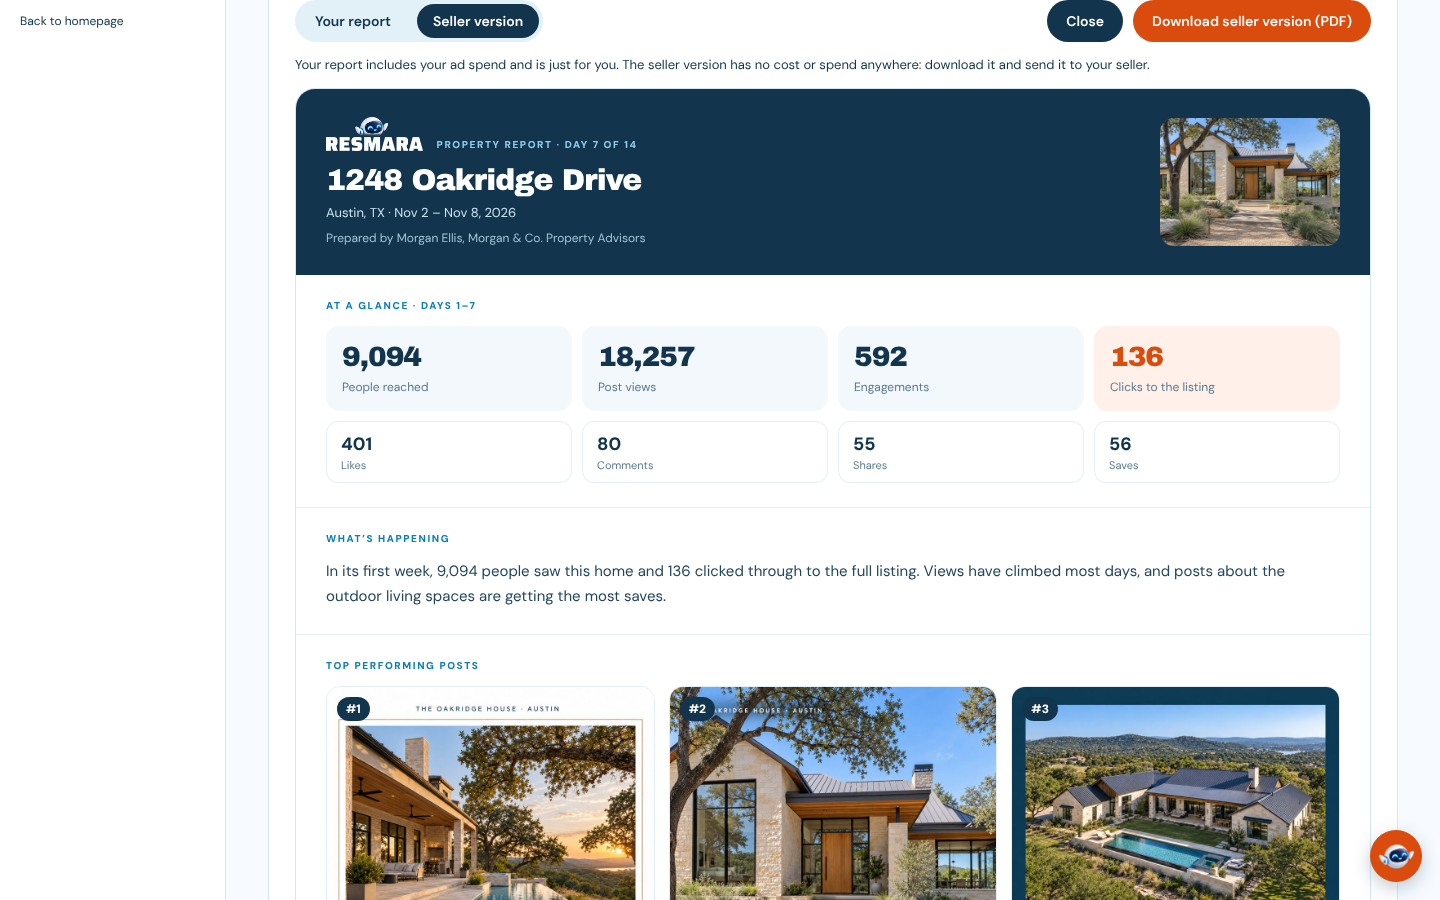 Back to homepage
Your report
Seller version
Close
Download seller version (PDF)
Your report includes your ad spend and is just for you. The seller version has no cost or spend anywhere: download it and send it to your seller.
RESMARA
PROPERTY REPORT · DAY 7 OF 14
1248 Oakridge Drive
Austin, TX · Nov 2 – Nov 8, 2026
Prepared by Morgan Ellis, Morgan & Co. Property Advisors
AT A GLANCE · DAYS 1–7
9,094
People reached
18,257
Post views
592
Engagements
136
Clicks to the listing
401
Likes
80
Comments
55
Shares
56
Saves
WHAT'S HAPPENING
In its first week, 9,094 people saw this home and 136 clicked through to the full listing. Views have climbed most days, and posts about the
outdoor living spaces are getting the most saves.
TOP PERFORMING POSTS
#1
THE OAKRIDGE HOUSE · AUSTIN
#2
HOUSE · AUSTIN
#3